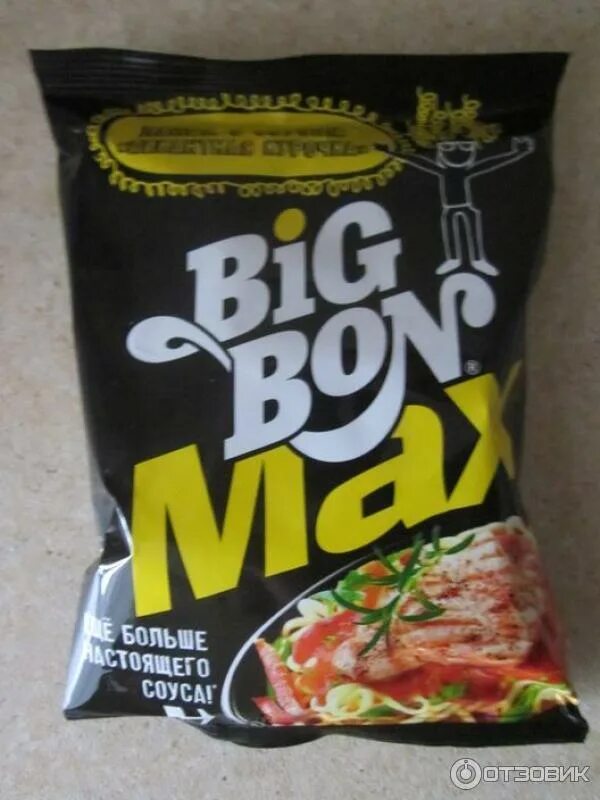 BiG
BON®
Max
ЕЩЁ БОЛЬШЕ
НАСТОЯЩЕГО
СОУСА!*
ОТЗОВИК